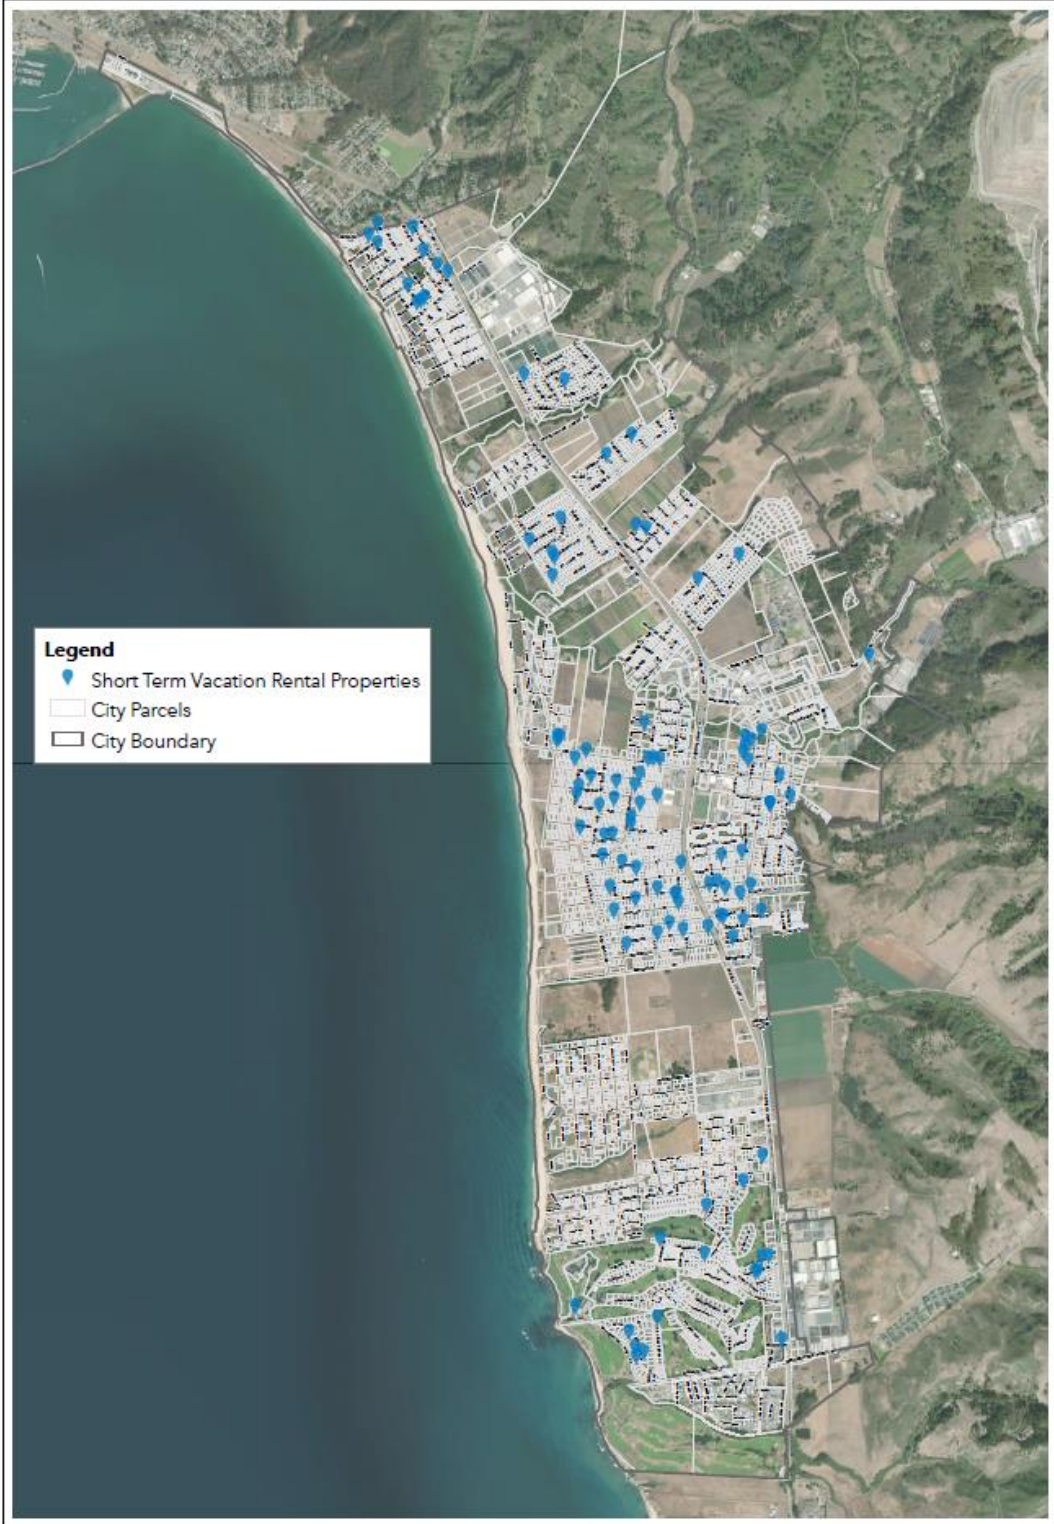 Legend
Short Term Vacation Rental Properties
City Parcels
City Boundary